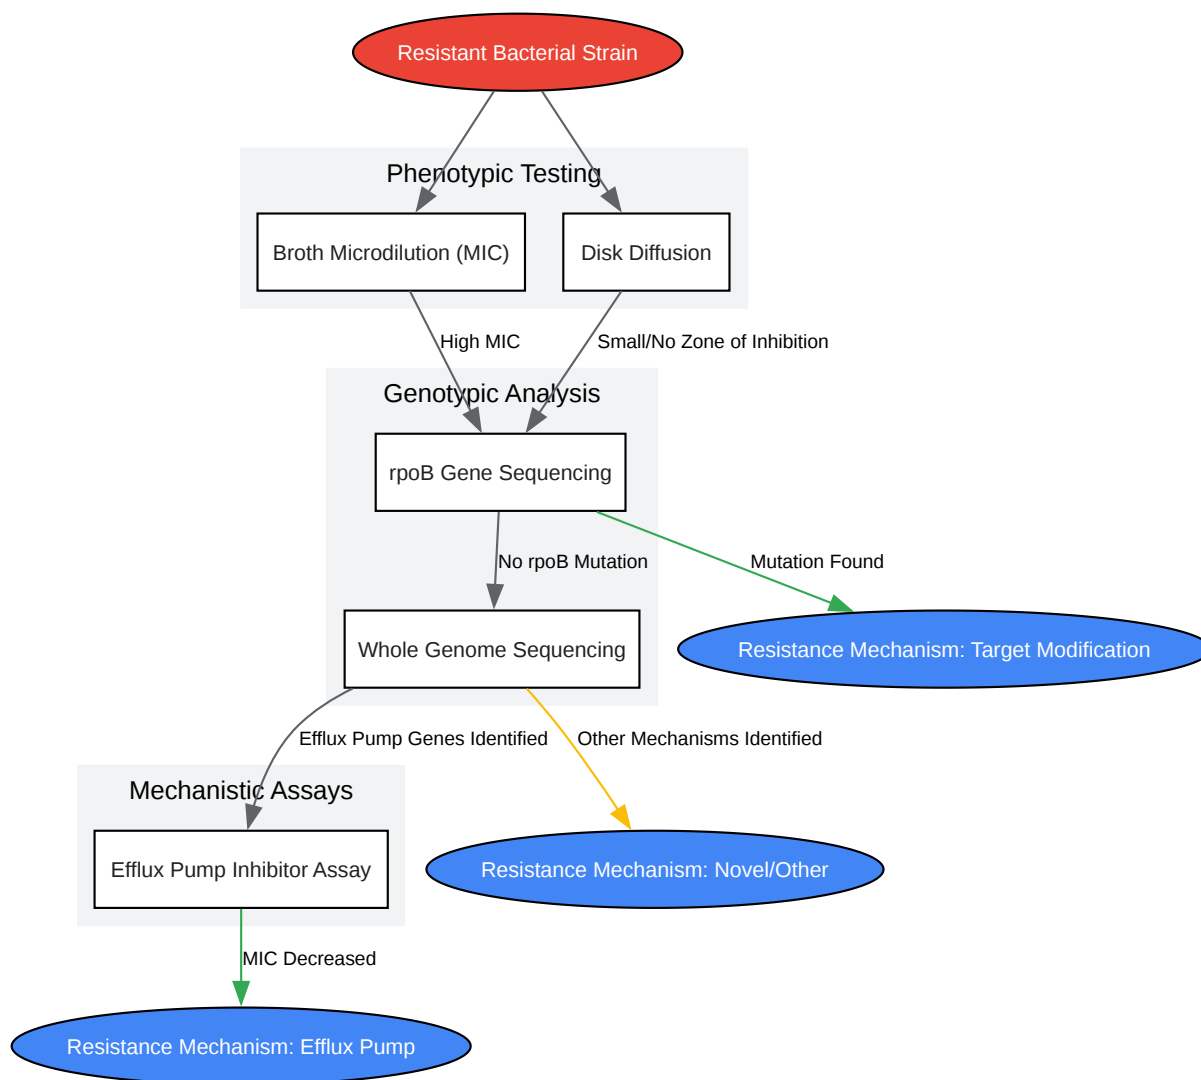 Resistant Bacterial Strain
Phenotypic Testing
Broth Microdilution (MIC)
Disk Diffusion
High MIC
Small/No Zone of Inhibition
Genotypic Analysis
rpoB Gene Sequencing
No rpoB Mutation
Mutation Found
Whole Genome Sequencing
Resistance Mechanism: Target Modification
Efflux Pump Genes Identified
Other Mechanisms Identified
Mechanistic Assays
Efflux Pump Inhibitor Assay
Resistance Mechanism: Novel/Other
MIC Decreased
Resistance Mechanism: Efflux Pump